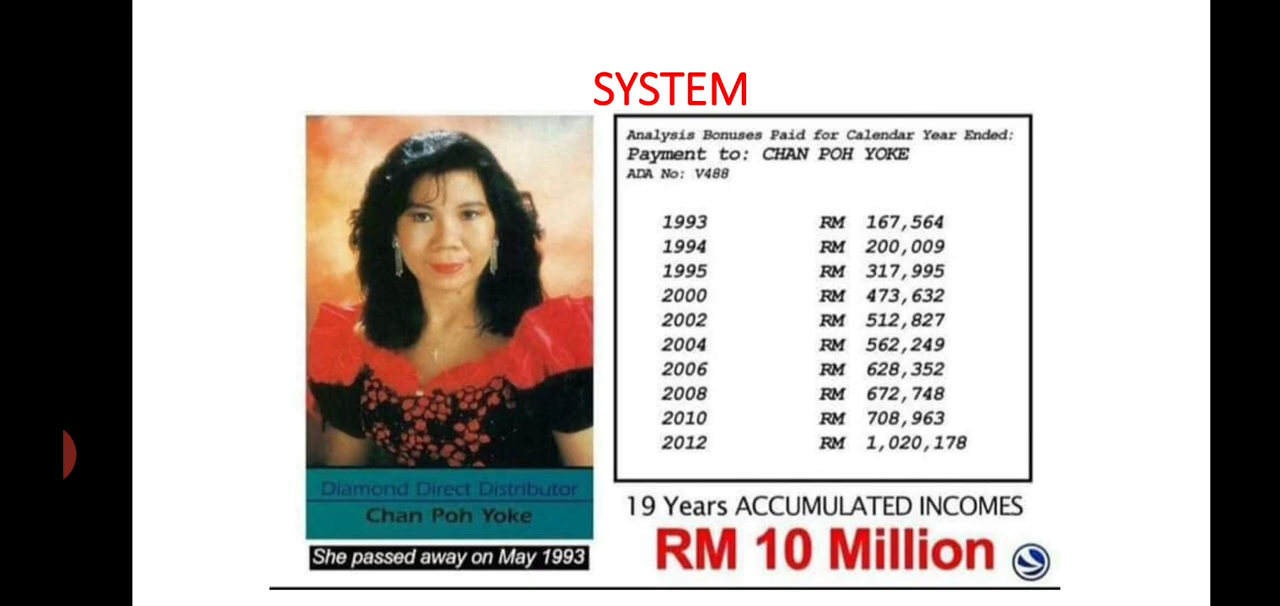 SYSTEM
Analysis Bonuses Paid for Calendar Year Ended:
Payment to: CHAN POH YOKE
ADA No: V488
1993 RM 167,564
1994 RM 200,009
1995 RM 317,995
2000 RM 473,632
2002 RM 512,827
2004 RM 562,249
2006 RM 628,352
2008 RM 672,748
2010 RM 708,963
2012 RM 1,020,178
Diamond Direct Distributor
Chan Poh Yoke
She passed away on May 1993
19 Years ACCUMULATED INCOMES
RM 10 Million